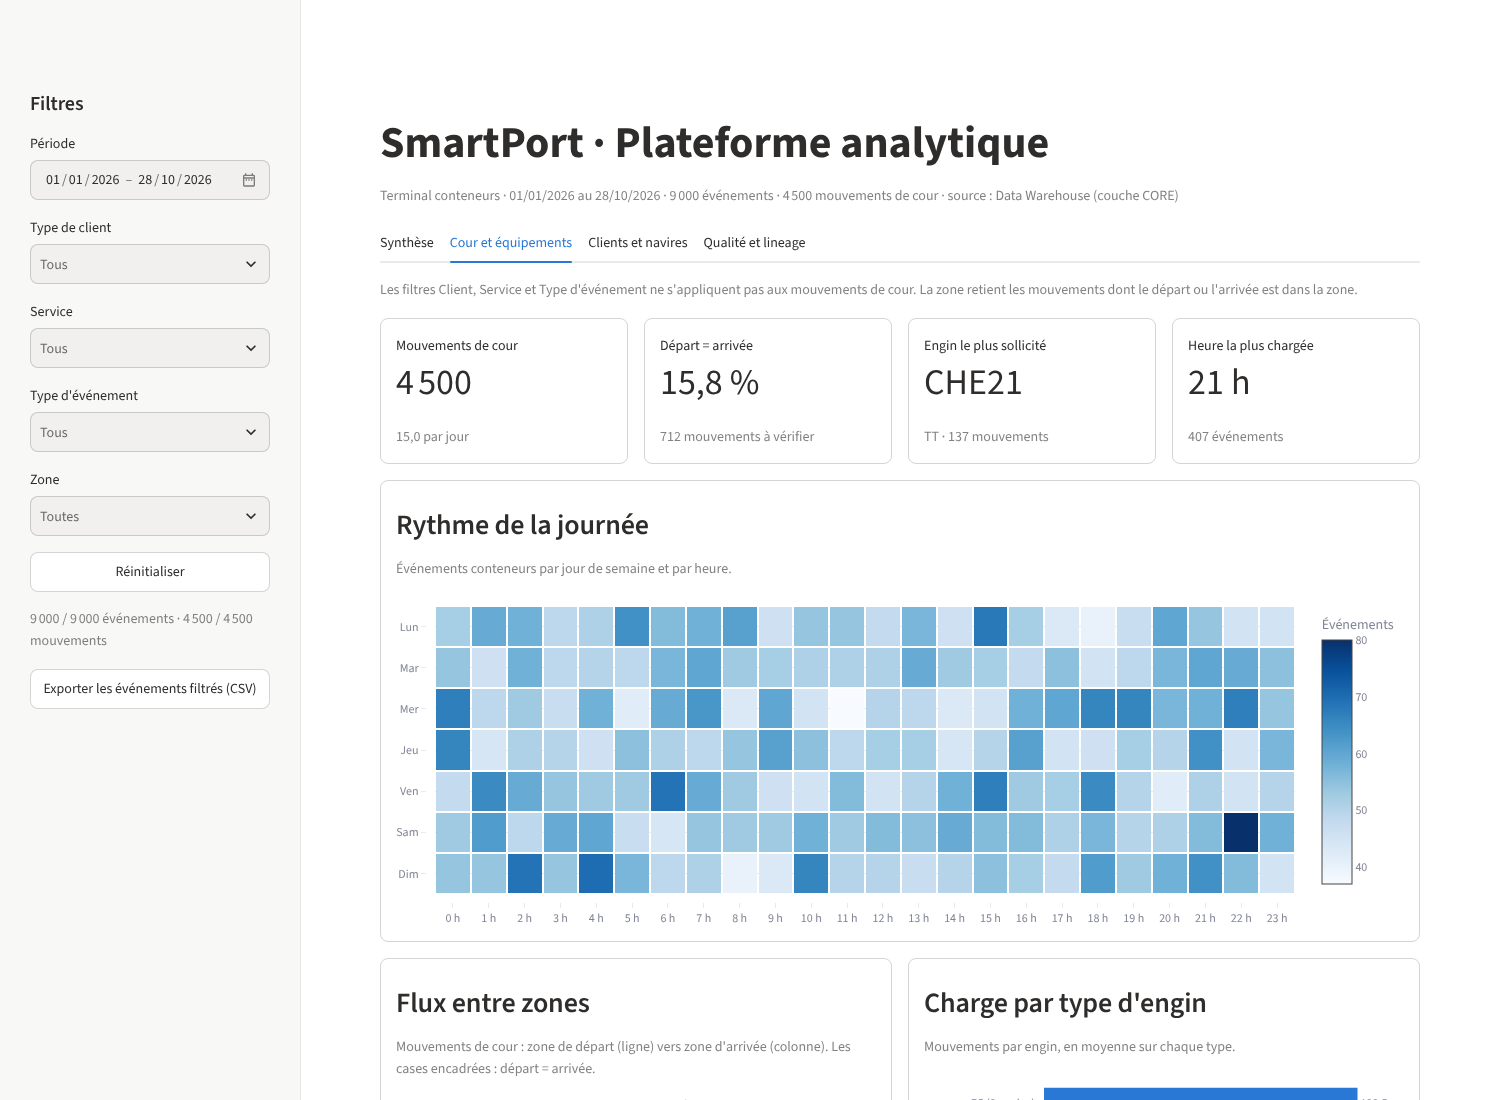 Filtres
Période
01 / 01 / 2026 – 28 / 10 / 2026
Type de client
Tous
Service
Tous
Type d'événement
Tous
Zone
Toutes
Réinitialiser
9 000 / 9 000 événements · 4 500 / 4 500
mouvements
Exporter les événements filtrés (CSV)
SmartPort · Plateforme analytique
Terminal conteneurs · 01/01/2026 au 28/10/2026 · 9 000 événements · 4 500 mouvements de cour · source : Data Warehouse (couche CORE)
Synthèse Cour et équipements Clients et navires Qualité et lineage
Les filtres Client, Service et Type d'événement ne s'appliquent pas aux mouvements de cour. La zone retient les mouvements dont le départ ou l'arrivée est dans la zone.
Mouvements de cour
4 500
15,0 par jour
Départ = arrivée
15,8 %
712 mouvements à vérifier
Engin le plus sollicité
CHE21
TT · 137 mouvements
Heure la plus chargée
21 h
407 événements
Rythme de la journée
Événements conteneurs par jour de semaine et par heure.
Lun
Mar
Mer
Jeu
Ven
Sam
Dim
0 h 1 h 2 h 3 h 4 h 5 h 6 h 7 h 8 h 9 h 10 h 11 h 12 h 13 h 14 h 15 h 16 h 17 h 18 h 19 h 20 h 21 h 22 h 23 h
Événements
80
70
60
50
40
Flux entre zones
Mouvements de cour : zone de départ (ligne) vers zone d'arrivée (colonne). Les
cases encadrées : départ = arrivée.
Charge par type d'engin
Mouvements par engin, en moyenne sur chaque type.